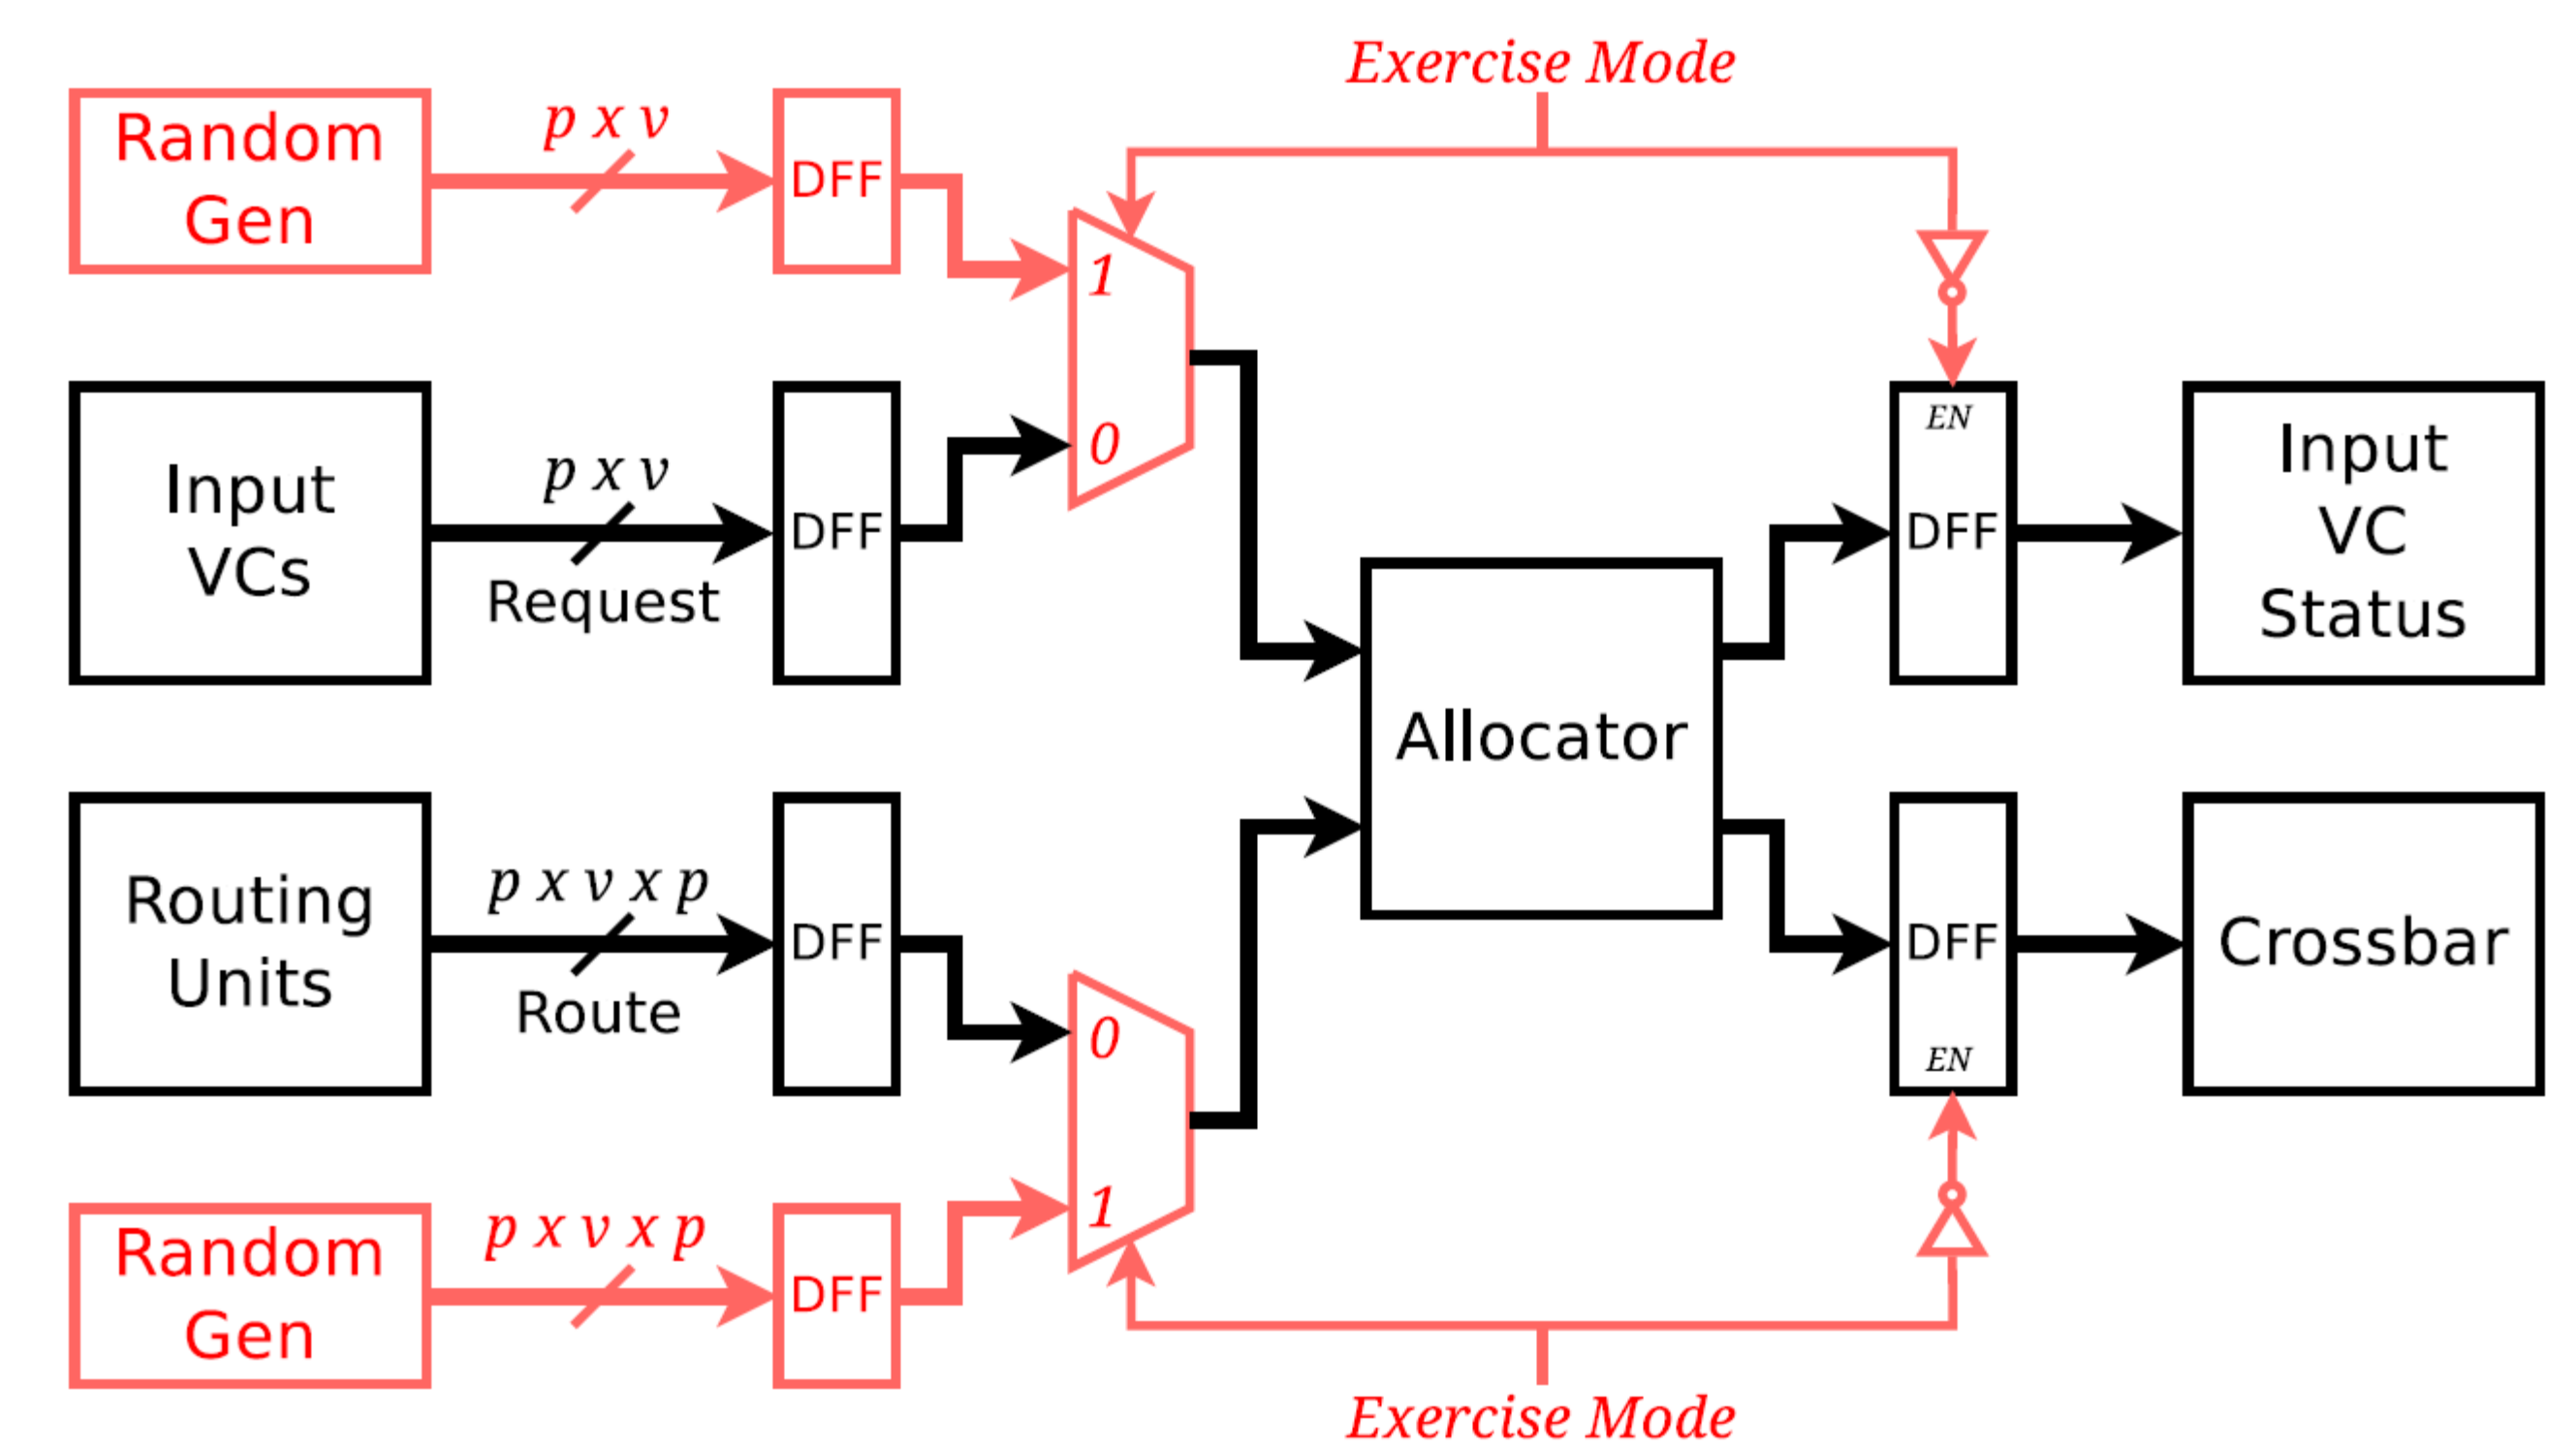 Exercise Mode
Random
Gen
p x v
DFF
1
0
Input
VCs
p x v
Request
DFF
EN
DFF
Input
VC
Status
Allocator
Routing
Units
p x v x p
Route
DFF
0
1
DFF
EN
Crossbar
Random
Gen
p x v x p
DFF
Exercise Mode